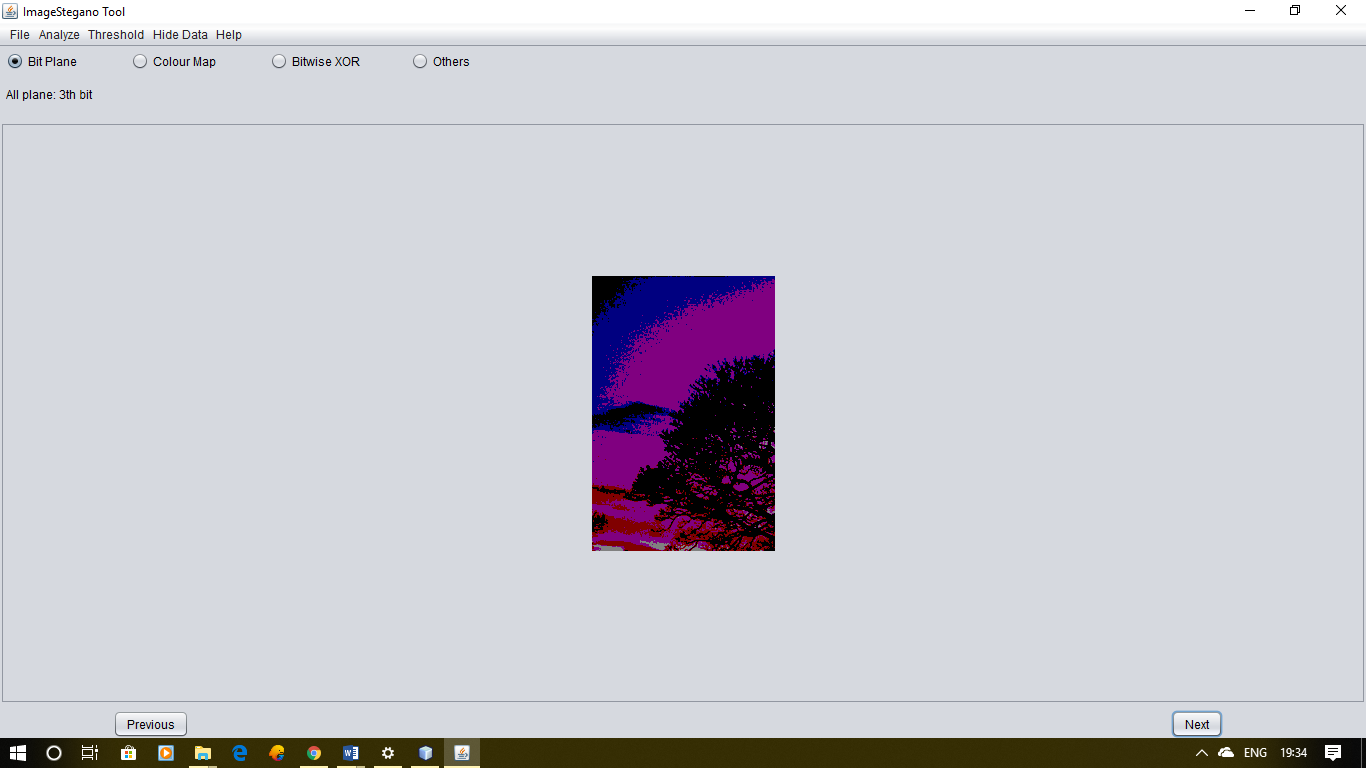 ImageStegano Tool
File Analyze Threshold Hide Data Help
Bit Plane Colour Map Bitwise XOR Others
All plane: 3th bit
Previous Next
ENG 19:34